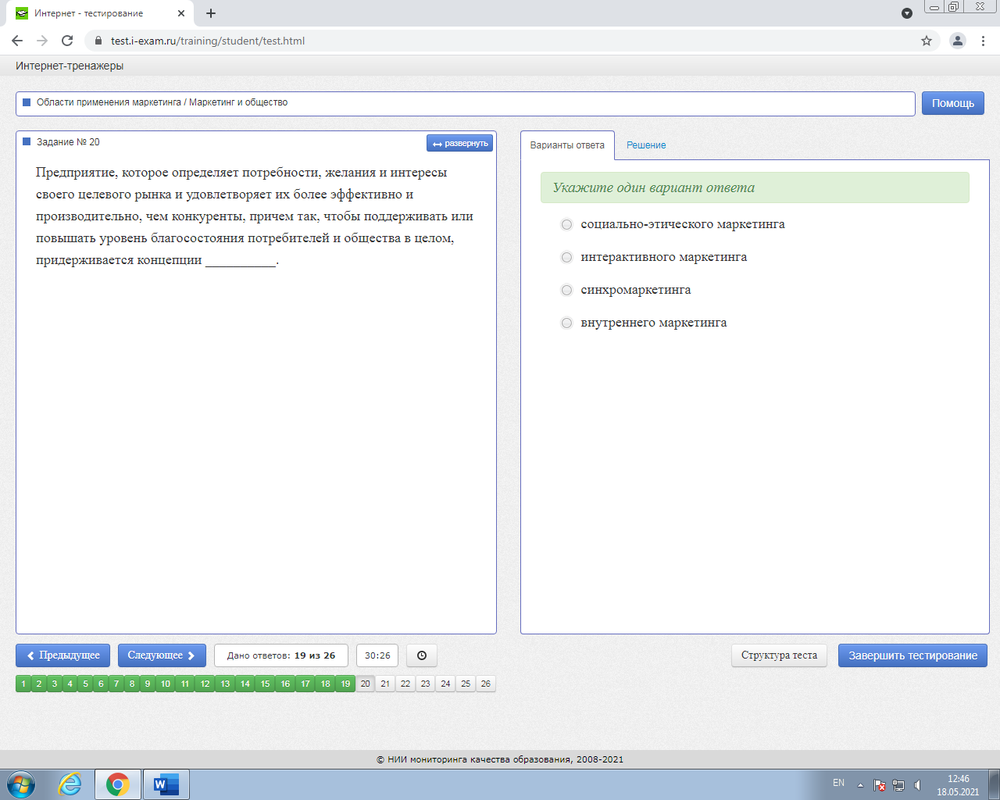 Интернет - тестирование
test.i-exam.ru/training/student/test.html
Интернет-тренажеры
Области применения маркетинга / Маркетинг и общество
Помощь
Задание № 20
развернуть
Предприятие, которое определяет потребности, желания и интересы
своего целевого рынка и удовлетворяет их более эффективно и
производительно, чем конкуренты, причем так, чтобы поддерживать или
повышать уровень благосостояния потребителей и общества в целом,
придерживается концепции __________.
Варианты ответа
Решение
Укажите один вариант ответа
социально-этического маркетинга
интерактивного маркетинга
синхромаркетинга
внутреннего маркетинга
Предыдущее
Следующее
Дано ответов: 19 из 26
30:26
Структура теста
Завершить тестирование
1 2 3 4 5 6 7 8 9 10 11 12 13 14 15 16 17 18 19 20 21 22 23 24 25 26
© НИИ мониторинга качества образования, 2008-2021
EN
12:46
18.05.2021